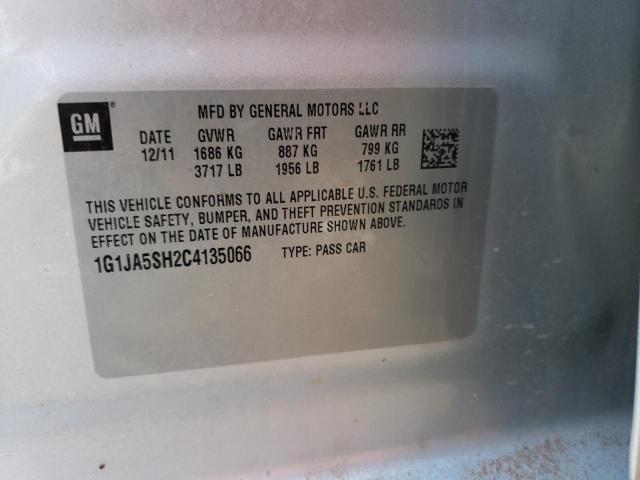 GM ®
MFD BY GENERAL MOTORS LLC
DATE GVWR GAWR FRT GAWR RR
12/11 1686 KG 887 KG 799 KG
3717 LB 1956 LB 1761 LB
THIS VEHICLE CONFORMS TO ALL APPLICABLE U.S. FEDERAL MOTOR
VEHICLE SAFETY, BUMPER, AND THEFT PREVENTION STANDARDS IN
EFFECT ON THE DATE OF MANUFACTURE SHOWN ABOVE.
1G1JA5SH2C4135066 TYPE: PASS CAR